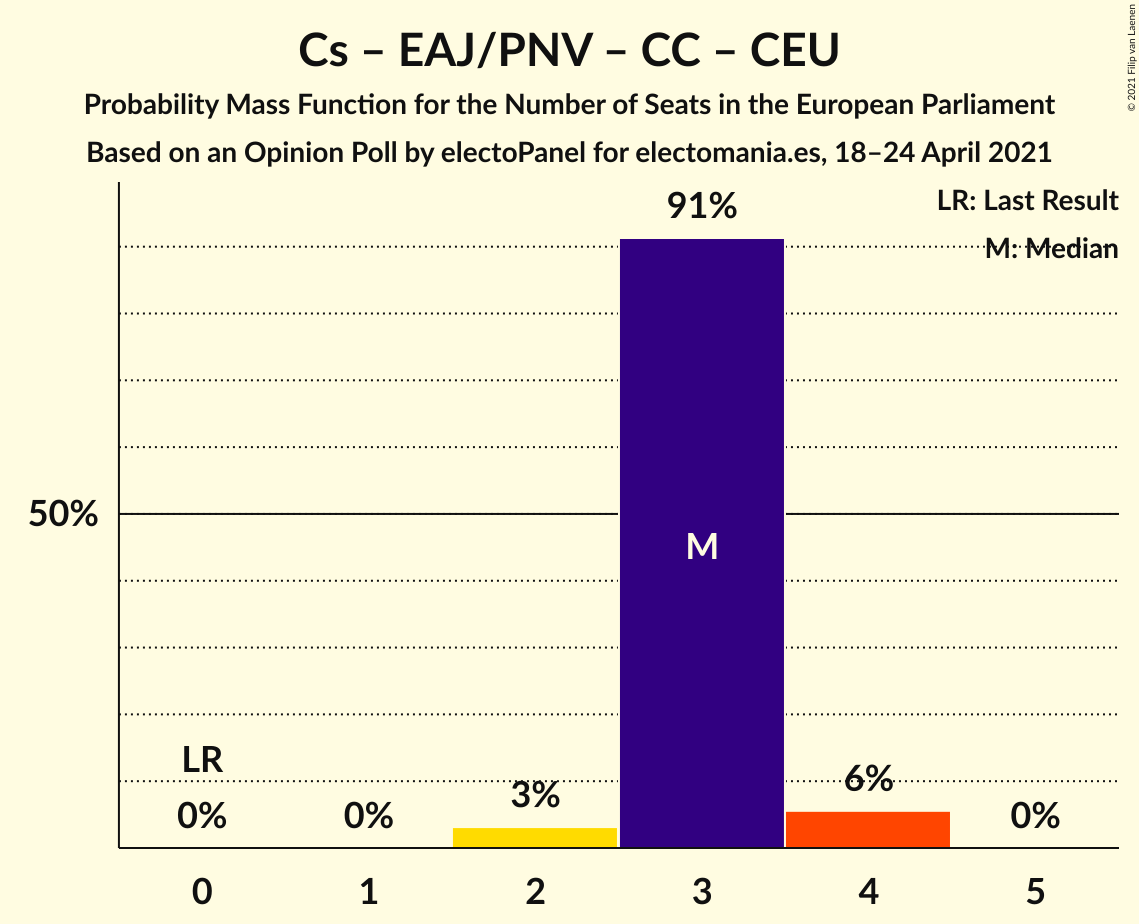 Cs – EAJ/PNV – CC – CEU
Probability Mass Function for the Number of Seats in the European Parliament
Based on an Opinion Poll by electoPanel for electomania.es, 18–24 April 2021
© 2021 Filip van Laenen
LR: Last Result
M: Median
91%
50%
M
LR
0%
0%
3%
6%
0%
0 1 2 3 4 5